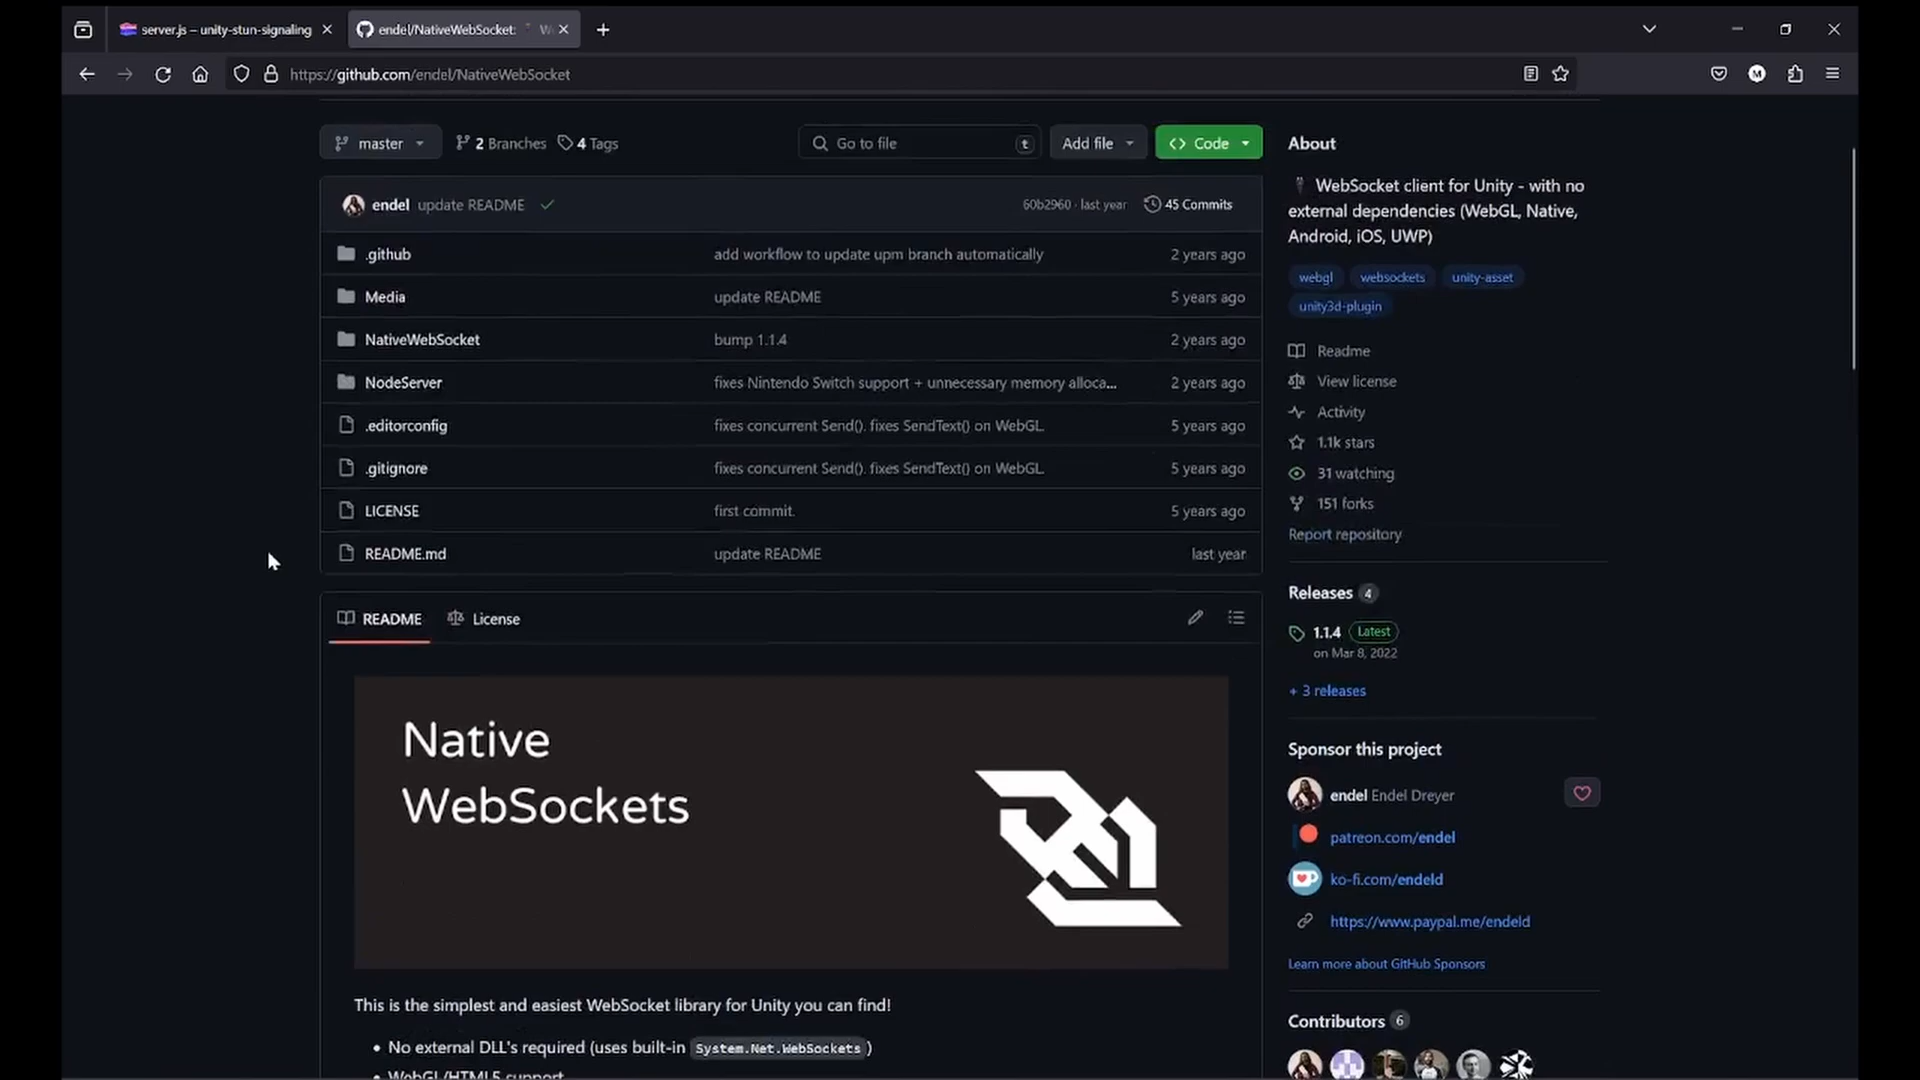 server.js – unity-stun-signaling
endel/NativeWebSocket:
https://github.com/endel/NativeWebSocket
master
2 Branches
4 Tags
Go to file
t
Add file
Code
endel update README
60b2960 · last year
45 Commits
.github
add workflow to update upm branch automatically
2 years ago
Media
update README
5 years ago
NativeWebSocket
bump 1.1.4
2 years ago
NodeServer
fixes Nintendo Switch support + unnecessary memory alloca...
2 years ago
.editorconfig
fixes concurrent Send(). fixes SendText() on WebGL.
5 years ago
.gitignore
fixes concurrent Send(). fixes SendText() on WebGL.
5 years ago
LICENSE
first commit.
5 years ago
README.md
update README
last year
README
License
Native
WebSockets
This is the simplest and easiest WebSocket library for Unity you can find!
• No external DLL's required (uses built-in System.Net.WebSockets)
• WebGL/HTML5 support
About
WebSocket client for Unity - with no
external dependencies (WebGL, Native,
Android, iOS, UWP)
webgl
websockets
unity-asset
unity3d-plugin
Readme
View license
Activity
1.1k stars
31 watching
151 forks
Report repository
Releases 4
1.1.4 Latest
on Mar 8, 2022
+ 3 releases
Sponsor this project
endel Endel Dreyer
patreon.com/endel
ko-fi.com/endeld
https://www.paypal.me/endeld
Learn more about GitHub Sponsors
Contributors 6
M